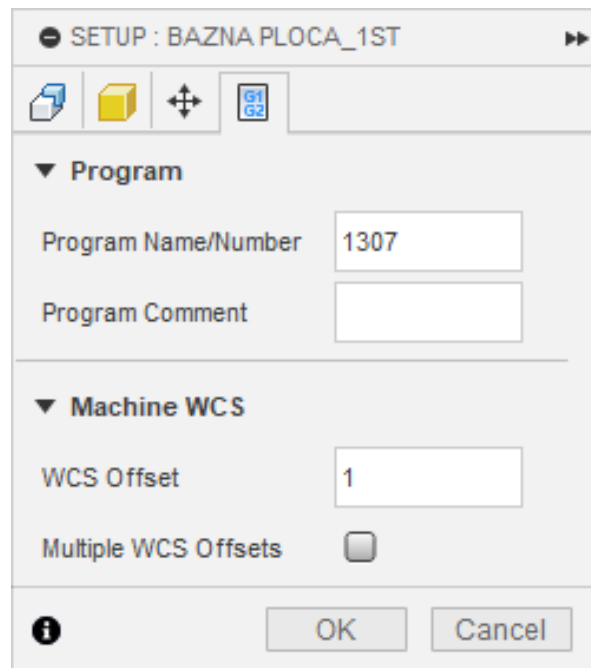 SETUP : BAZNA PLOCA_1ST
G1
G2
Program
Program Name/Number 1307
Program Comment
Machine WCS
WCS Offset 1
Multiple WCS Offsets
OK Cancel